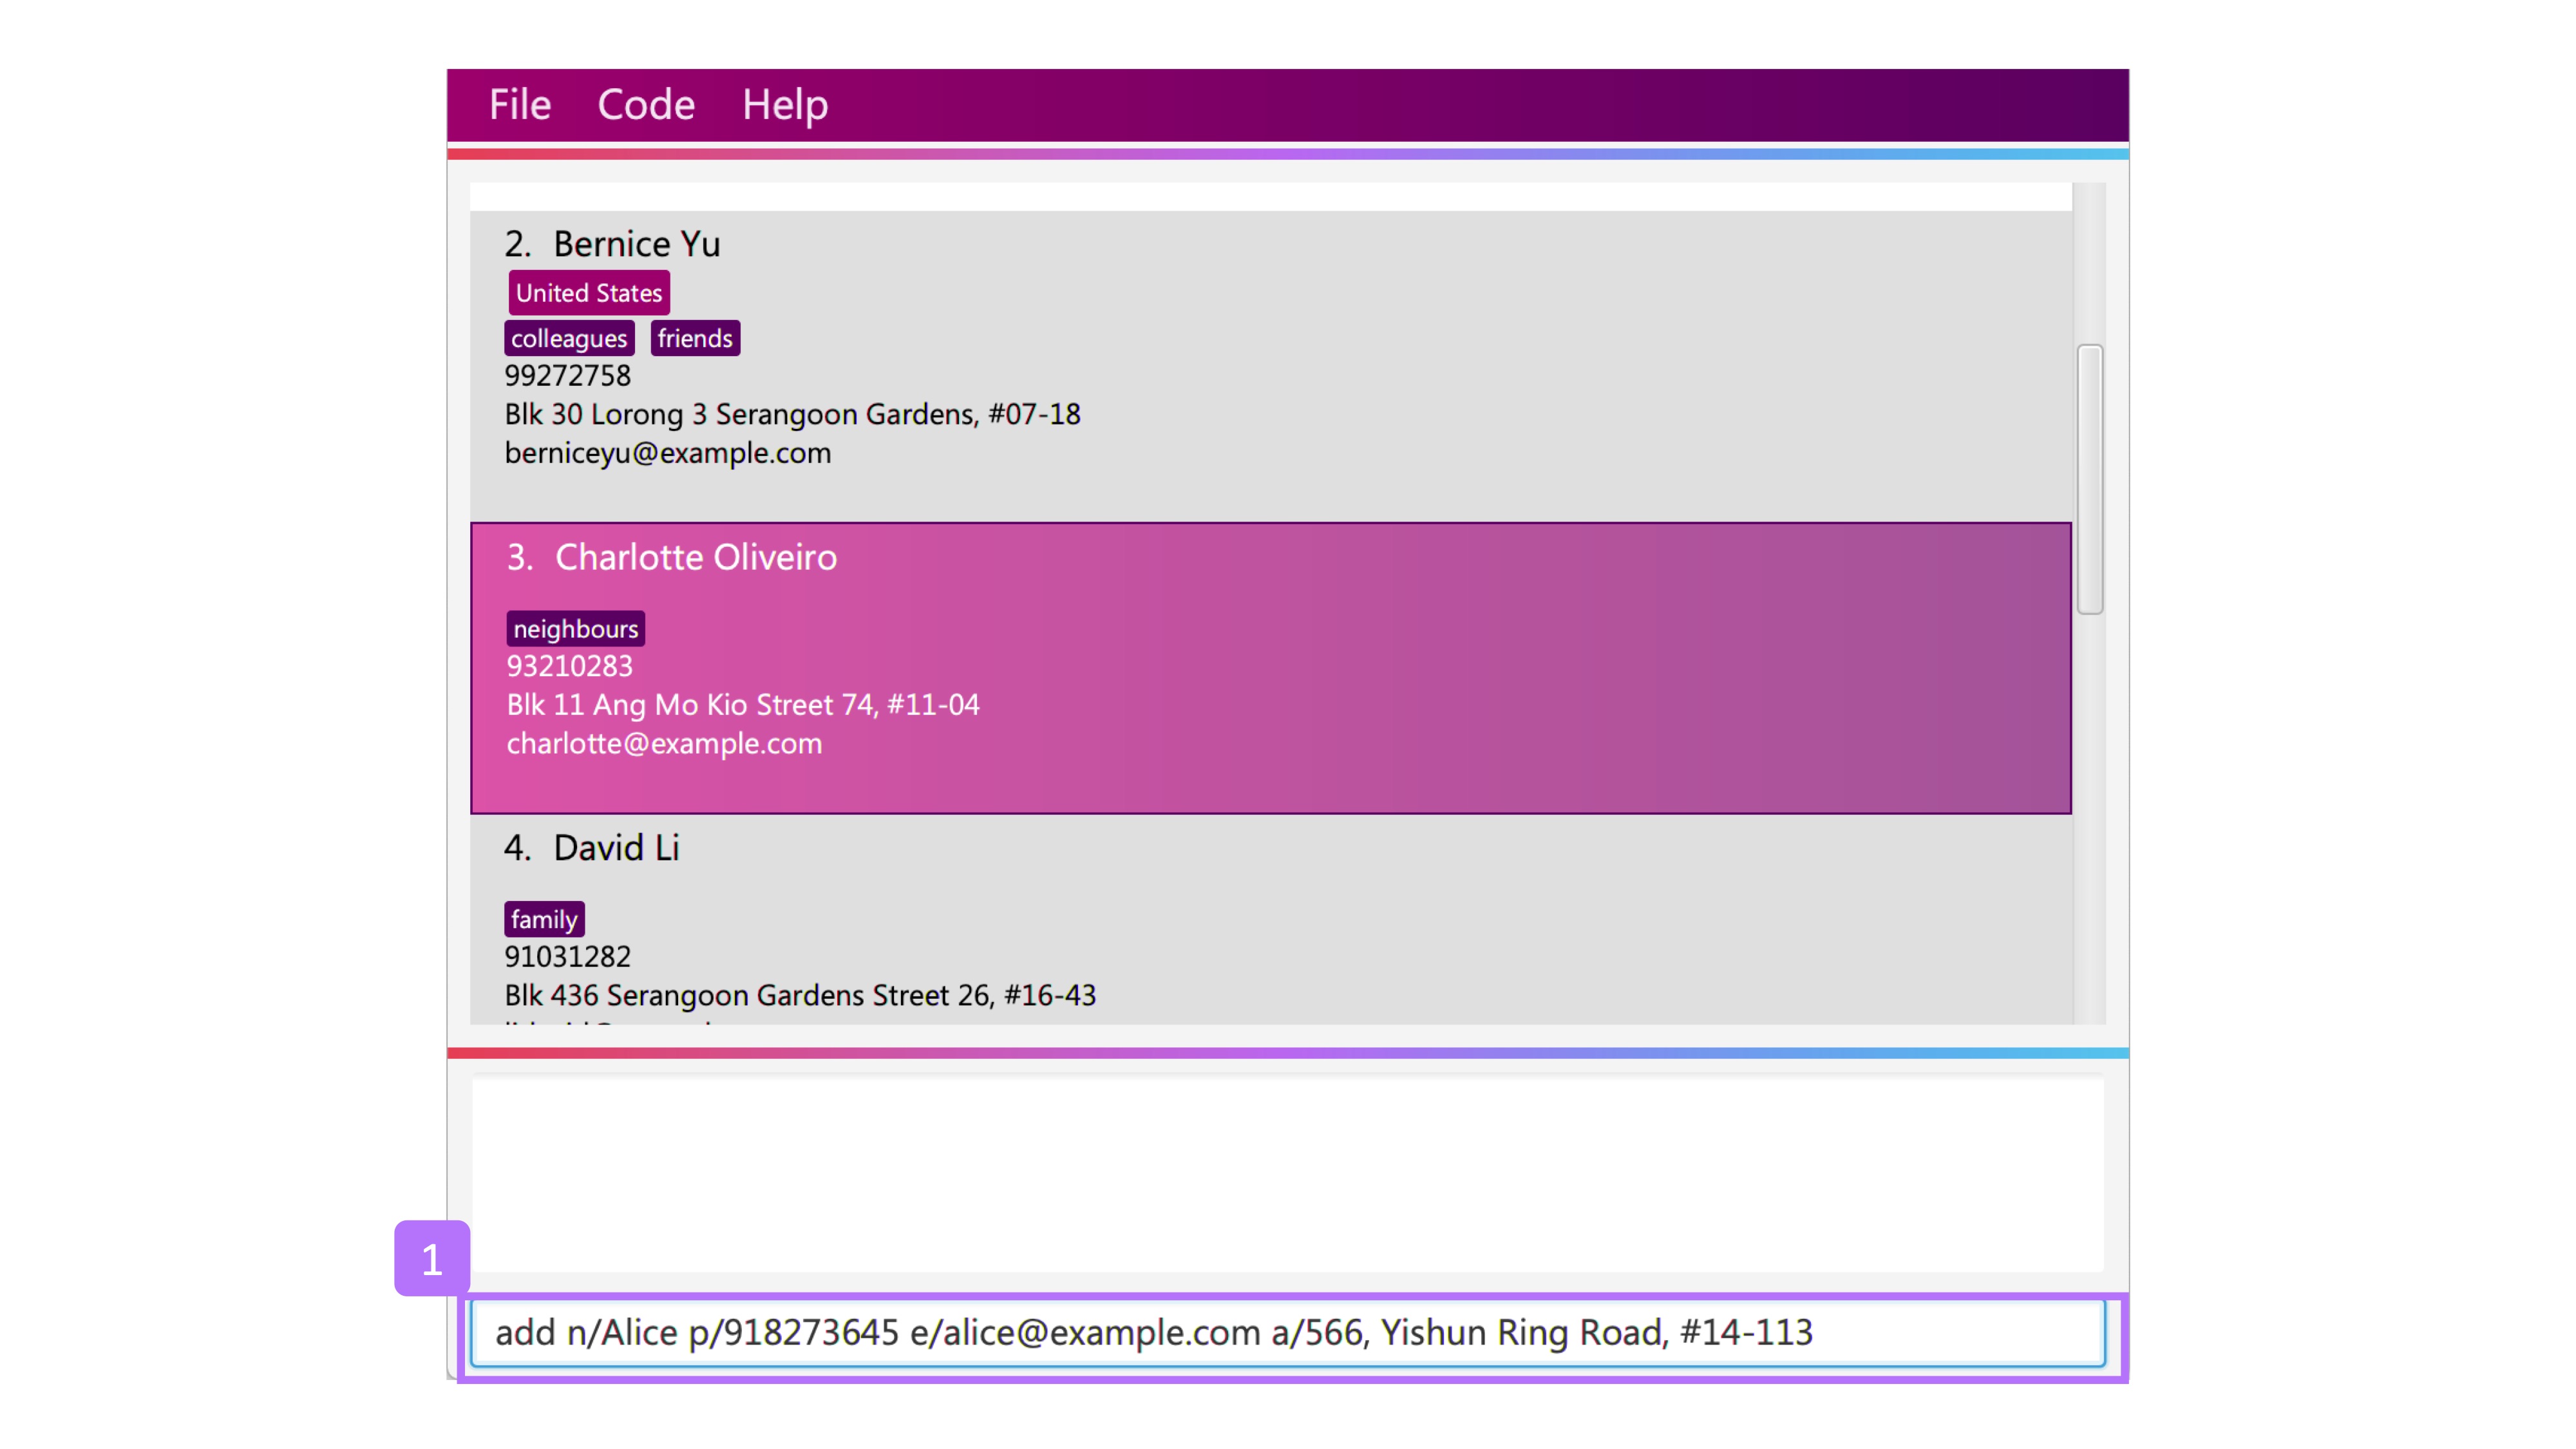 File Code Help
2. Bernice Yu
United States
colleagues friends
99272758
Blk 30 Lorong 3 Serangoon Gardens, #07-18
berniceyu@example.com
3. Charlotte Oliveiro
neighbours
93210283
Blk 11 Ang Mo Kio Street 74, #11-04
charlotte@example.com
4. David Li
family
91031282
Blk 436 Serangoon Gardens Street 26, #16-43
1
add n/Alice p/918273645 e/alice@example.com a/566, Yishun Ring Road, #14-113